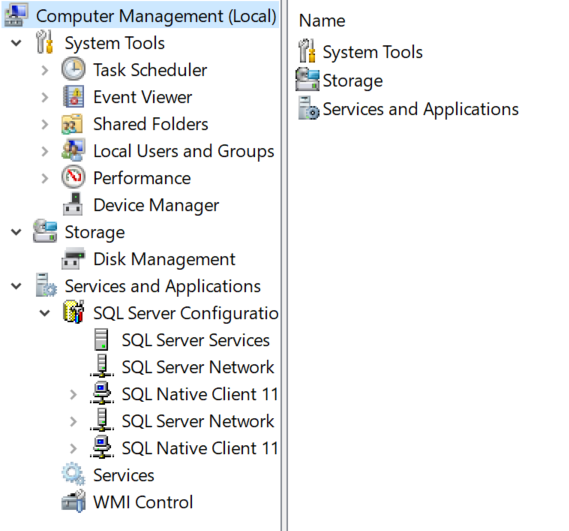 Computer Management (Local)
System Tools
Task Scheduler
Event Viewer
Shared Folders
Local Users and Groups
Performance
Device Manager
Storage
Disk Management
Services and Applications
SQL Server Configuratio
SQL Server Services
SQL Server Network
SQL Native Client 11
SQL Server Network
SQL Native Client 11
Services
WMI Control
Name
System Tools
Storage
Services and Applications